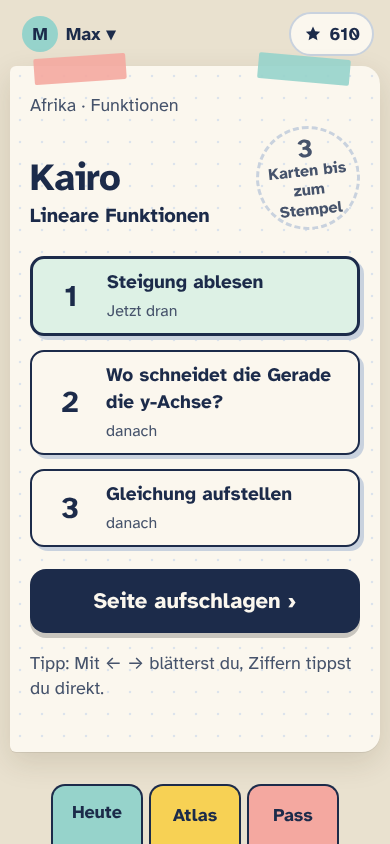 M Max ▾
★ 610
Afrika · Funktionen
Kairo
Lineare Funktionen
3
Karten bis
zum
Stempel
1
Steigung ablesen
Jetzt dran
2
Wo schneidet die Gerade
die y-Achse?
danach
3
Gleichung aufstellen
danach
Seite aufschlagen ›
Tipp: Mit ← → blätterst du, Ziffern tippst
du direkt.
Heute
Atlas
Pass